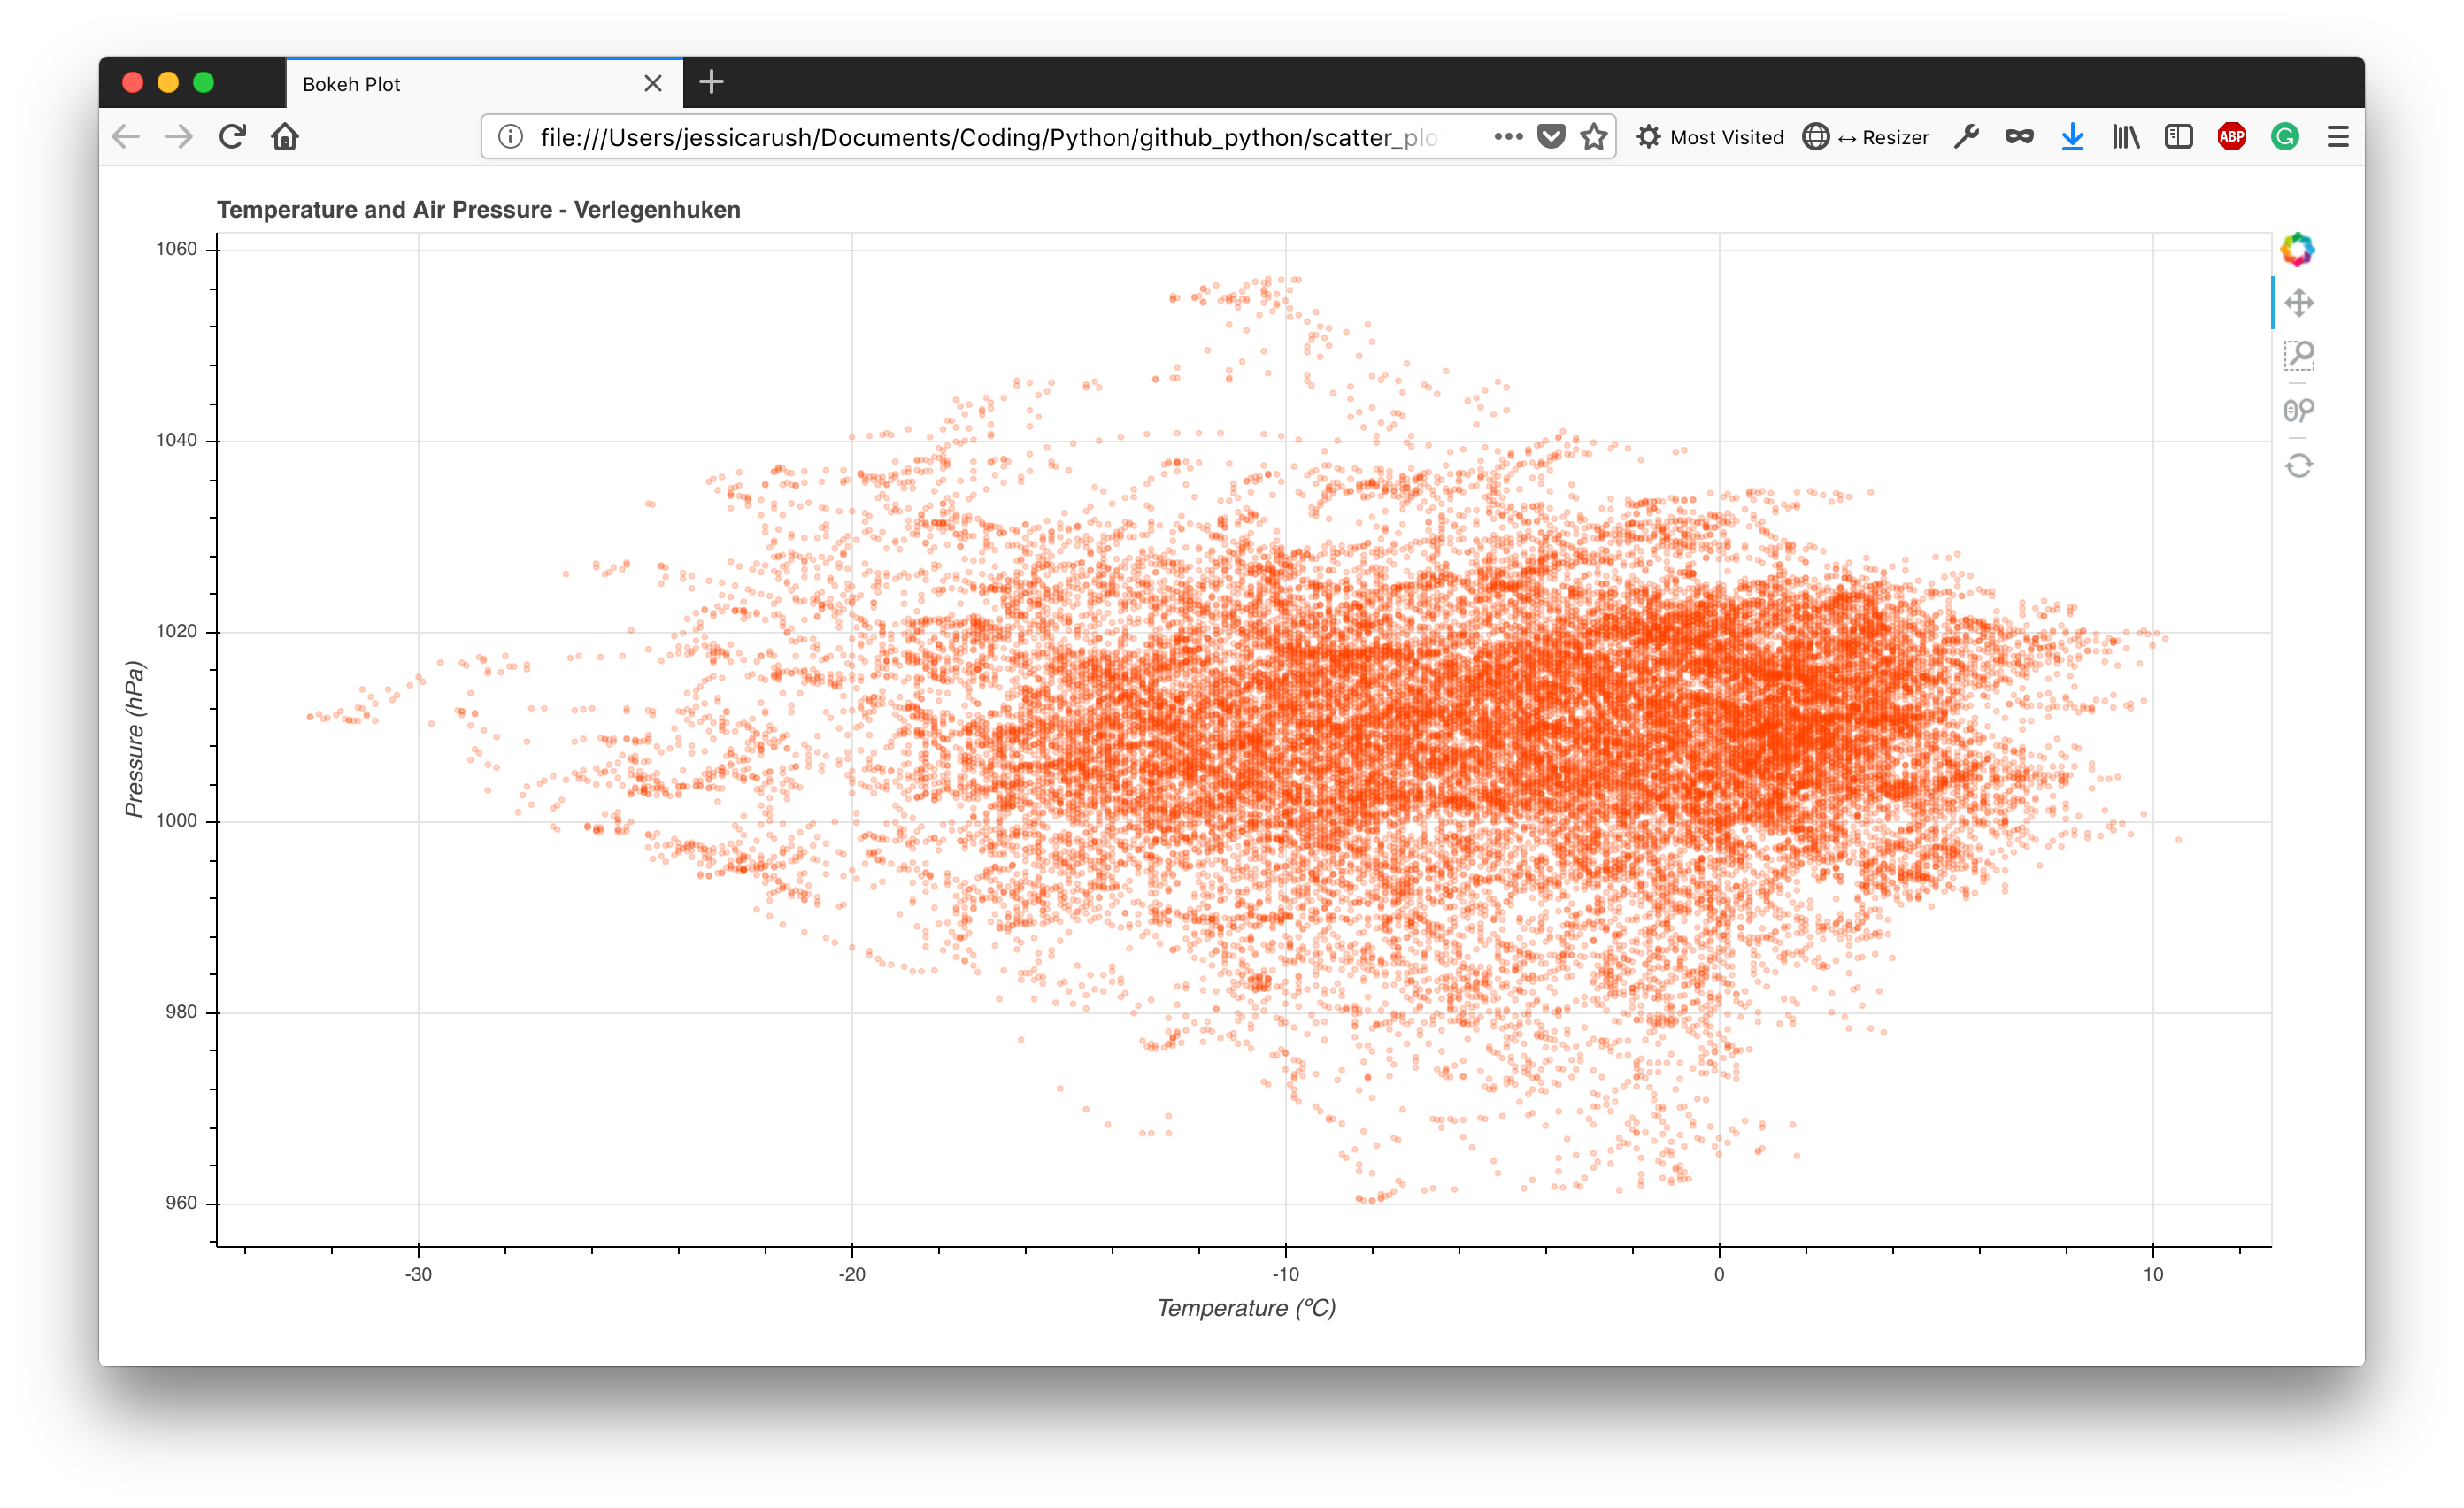 Bokeh Plot
file:///Users/jessicarush/Documents/Coding/Python/github_python/scatter_plo
Most Visited
Resizer
ABP
G
Temperature and Air Pressure - Verlegenhuken
1060
1040
1020
1000
980
960
Pressure (hPa)
-30 -20 -10 0 10
Temperature (ºC)